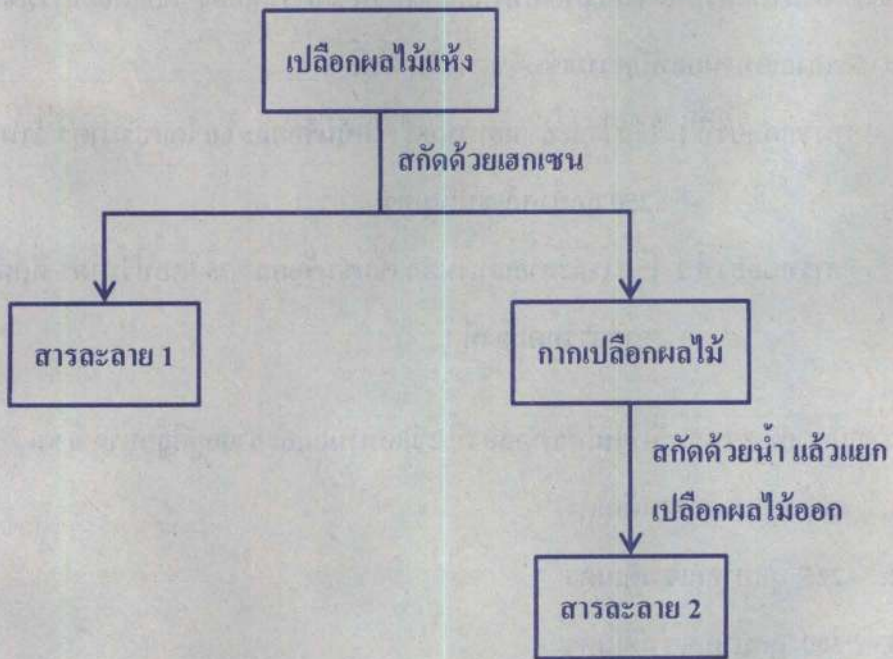 เปลือกผลไม้แห้ง
สกัดด้วยเฮกเซน
สารละลาย 1
กากเปลือกผลไม้
สกัดด้วยน้ำ แล้วแยก
เปลือกผลไม้ออก
สารละลาย 2